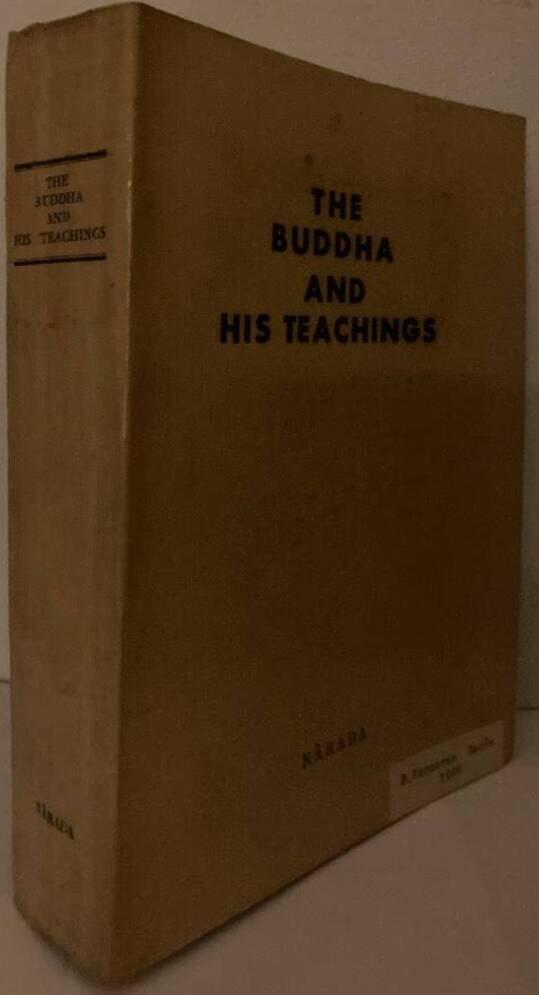 THE
BUDDHA
AND
HIS TEACHINGS
NĀRADA
THE
BUDDHA
AND
HIS TEACHINGS
NĀRADA